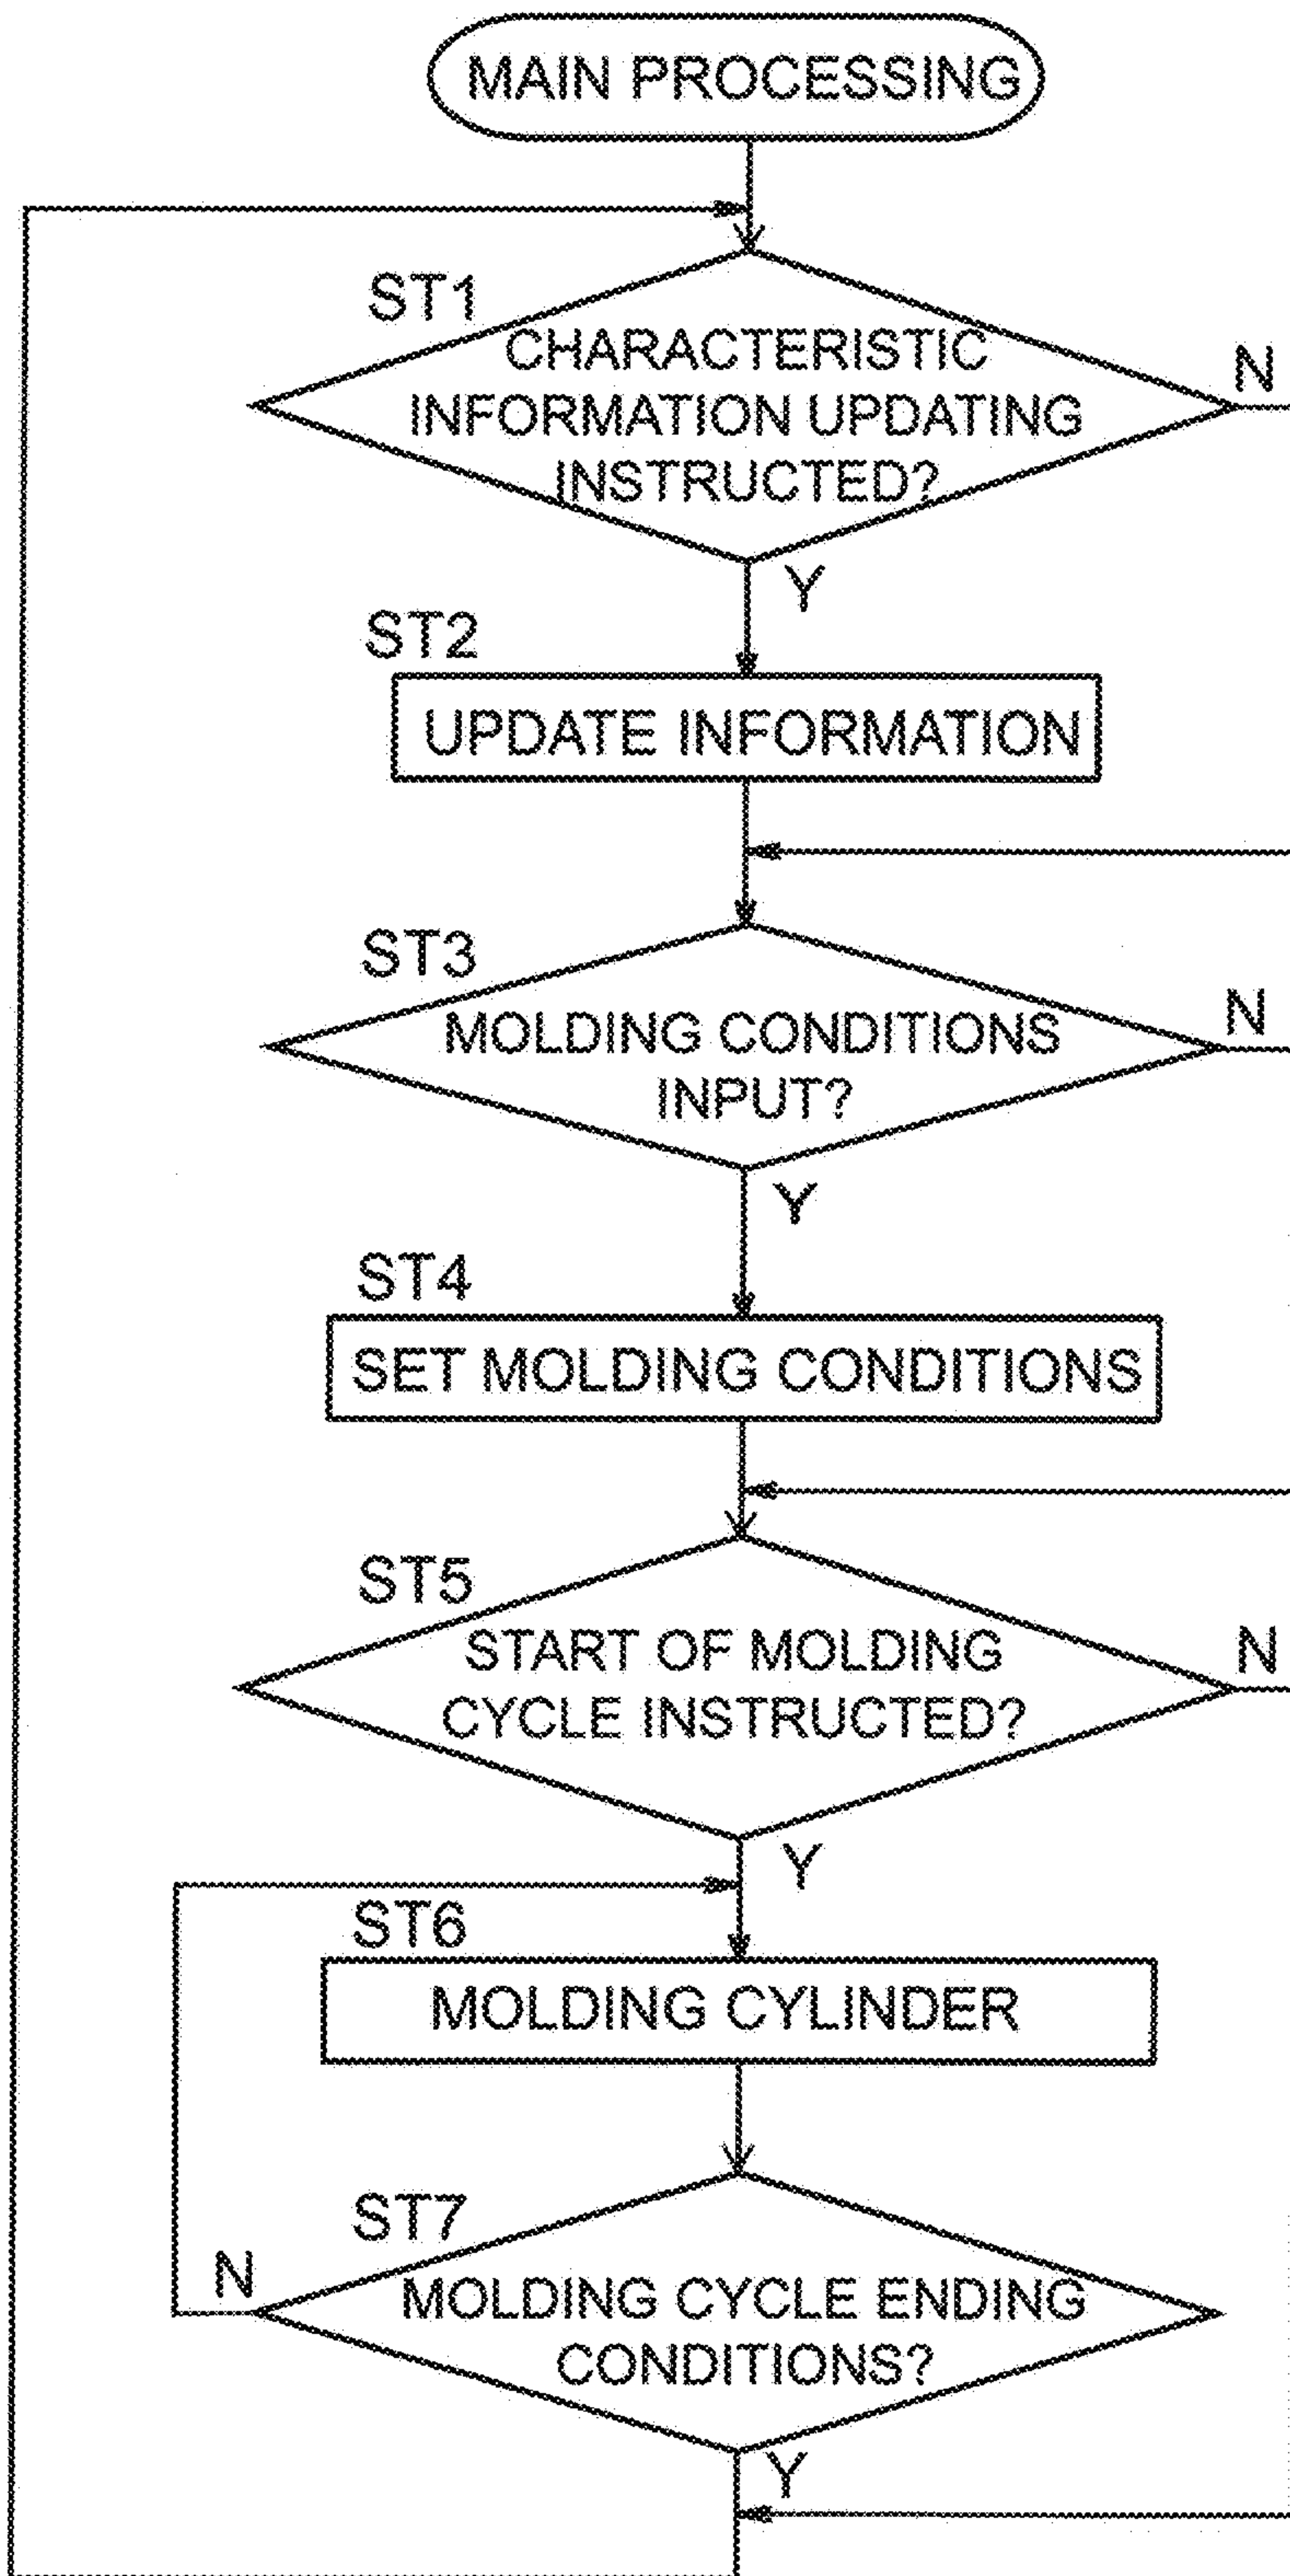 MAIN PROCESSING
ST1
CHARACTERISTIC
INFORMATION UPDATING
INSTRUCTED?
N
Y
ST2
UPDATE INFORMATION
ST3
MOLDING CONDITIONS
INPUT?
N
Y
ST4
SET MOLDING CONDITIONS
ST5
START OF MOLDING
CYCLE INSTRUCTED?
N
Y
ST6
MOLDING CYLINDER
ST7
N
MOLDING CYCLE ENDING
CONDITIONS?
Y